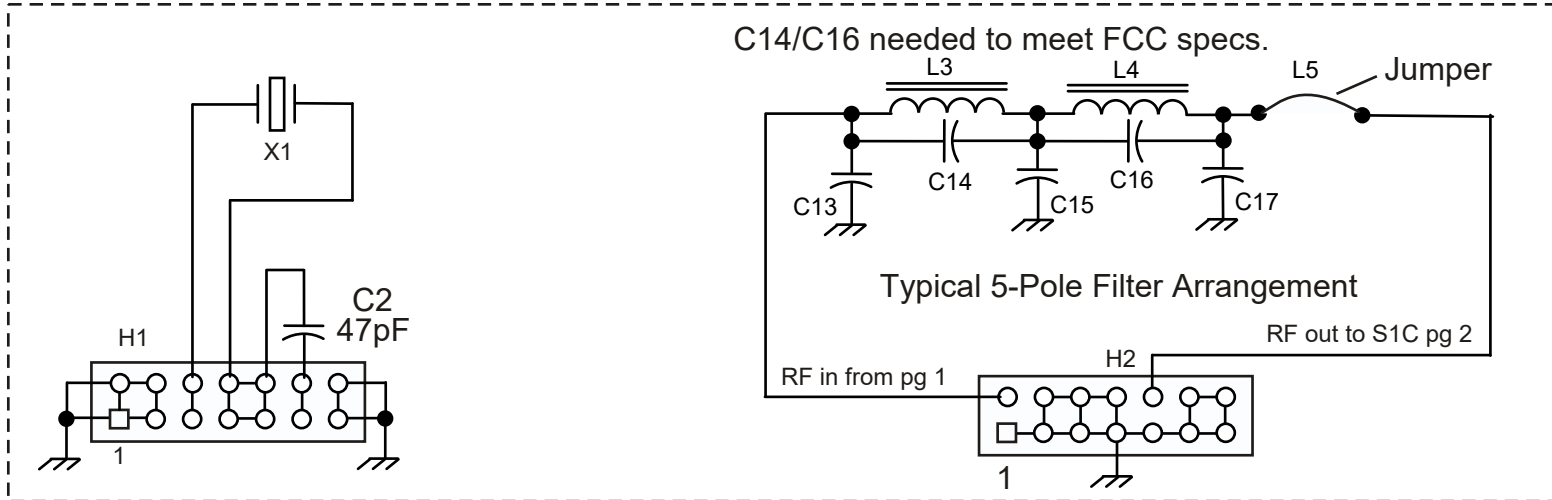 C14/C16 needed to meet FCC specs.
L3
L4
L5
Jumper
X1
C14
C16
C13
C15
C17
Typical 5-Pole Filter Arrangement
C2
47pF
H1
RF out to S1C pg 2
H2
RF in from pg 1
1
1